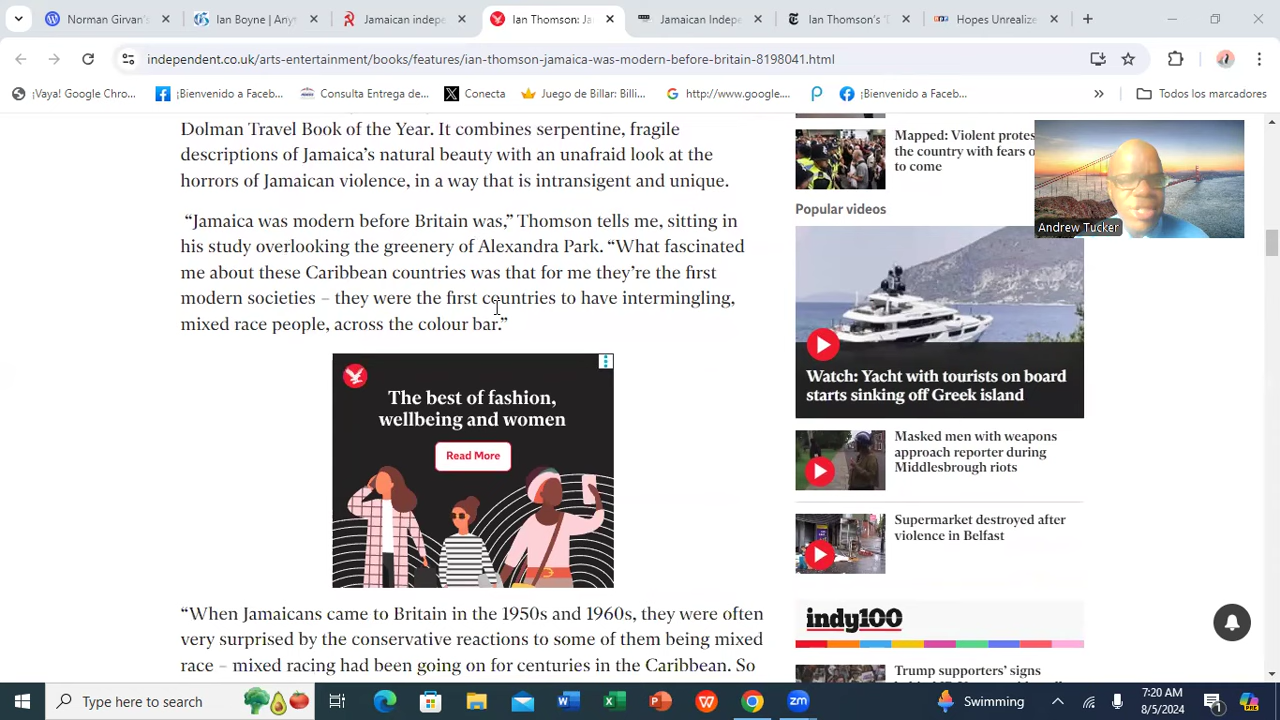 Norman Girvan's
Ian Boyne | Any
Jamaican indepe
Ian Thomson: Ja
Jamaican Indepe
Ian Thomson's 'D
Hopes Unrealize
independent.co.uk/arts-entertainment/books/features/ian-thomson-jamaica-was-modern-before-britain-8198041.html
¡Vaya! Google Chro...
¡Bienvenido a Faceb...
Consulta Entrega de...
Conecta
Juego de Billar: Billi...
http://www.google....
¡Bienvenido a Faceb...
»
Todos los marcadores
Dolman Travel Book of the Year. It combines serpentine, fragile
descriptions of Jamaica's natural beauty with an unafraid look at the
horrors of Jamaican violence, in a way that is intransigent and unique.
“Jamaica was modern before Britain was,” Thomson tells me, sitting in
his study overlooking the greenery of Alexandra Park. “What fascinated
me about these Caribbean countries was that for me they’re the first
modern societies – they were the first countries to have intermingling,
mixed race people, across the colour bar.”
The best of fashion,
wellbeing and women
Read More
“When Jamaicans came to Britain in the 1950s and 1960s, they were often
very surprised by the conservative reactions to some of them being mixed
race – mixed racing had been going on for centuries in the Caribbean. So
Mapped: Violent protes
the country with fears o
to come
Andrew Tucker
Popular videos
Watch: Yacht with tourists on board
starts sinking off Greek island
Masked men with weapons
approach reporter during
Middlesbrough riots
Supermarket destroyed after
violence in Belfast
indy100
Trump supporters’ signs
Type here to search
Swimming
7:20 AM
8/5/2024